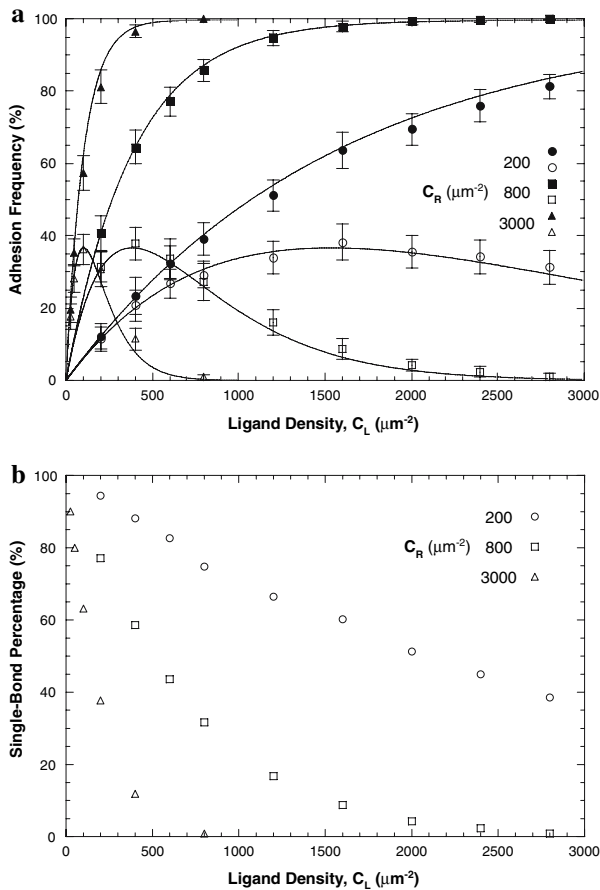 a
Adhesion Frequency (%)
100
80
60
40
20
0
200
C_R (μm⁻²) 800
3000
0 500 1000 1500 2000 2500 3000
Ligand Density, C_L (μm⁻²)
b
Single-Bond Percentage (%)
100
80
60
40
20
0
200
C_R (μm⁻²) 800
3000
0 500 1000 1500 2000 2500 3000
Ligand Density, C_L (μm⁻²)